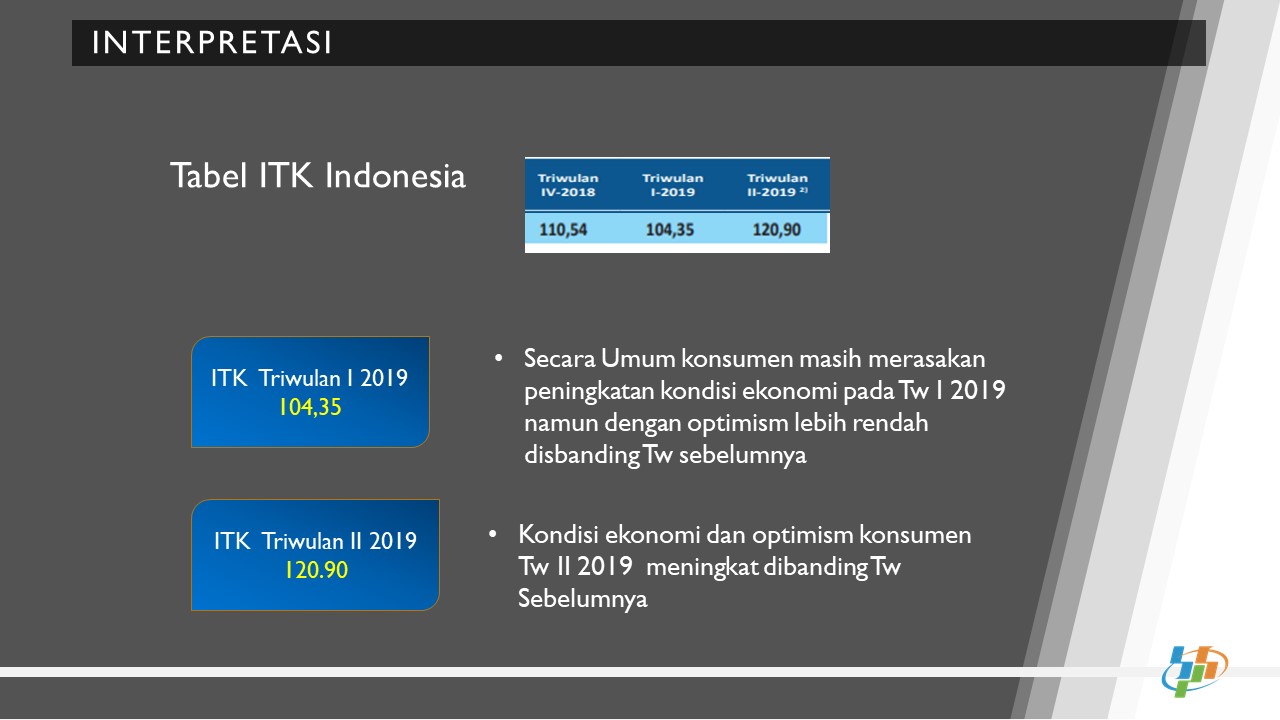 INTERPRETASI
Tabel ITK Indonesia
Triwulan IV-2018 Triwulan I-2019 Triwulan II-2019 2)
110,54 104,35 120,90
ITK Triwulan I 2019
104,35
• Secara Umum konsumen masih merasakan
peningkatan kondisi ekonomi pada Tw I 2019
namun dengan optimism lebih rendah
disbanding Tw sebelumnya
ITK Triwulan II 2019
120.90
• Kondisi ekonomi dan optimism konsumen
Tw II 2019 meningkat dibanding Tw
Sebelumnya